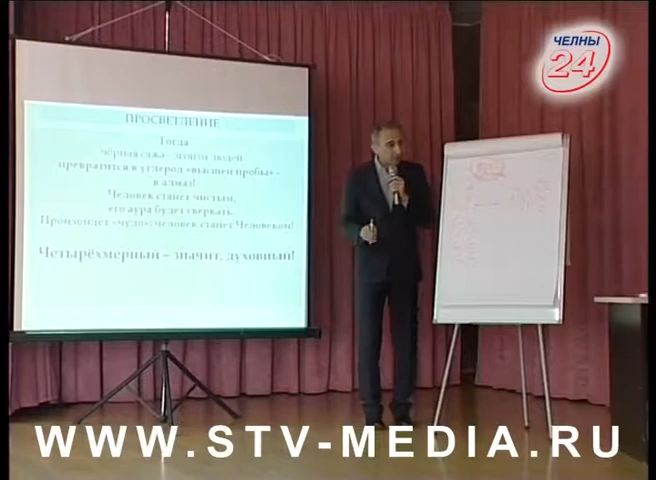 ЧЕЛНЫ
24
ПРОСВЕТЛЕНИЕ
Тогда
чёрная сажа – эгоизм людей
превратится в углерод «высшей пробы» -
в алмаз!
Человек станет чистым,
его аура будет сверкать.
Произойдет «чудо»: человек станет Человеком!
Четырёхмерный – значит, духовный!
WWW.STV-MEDIA.RU